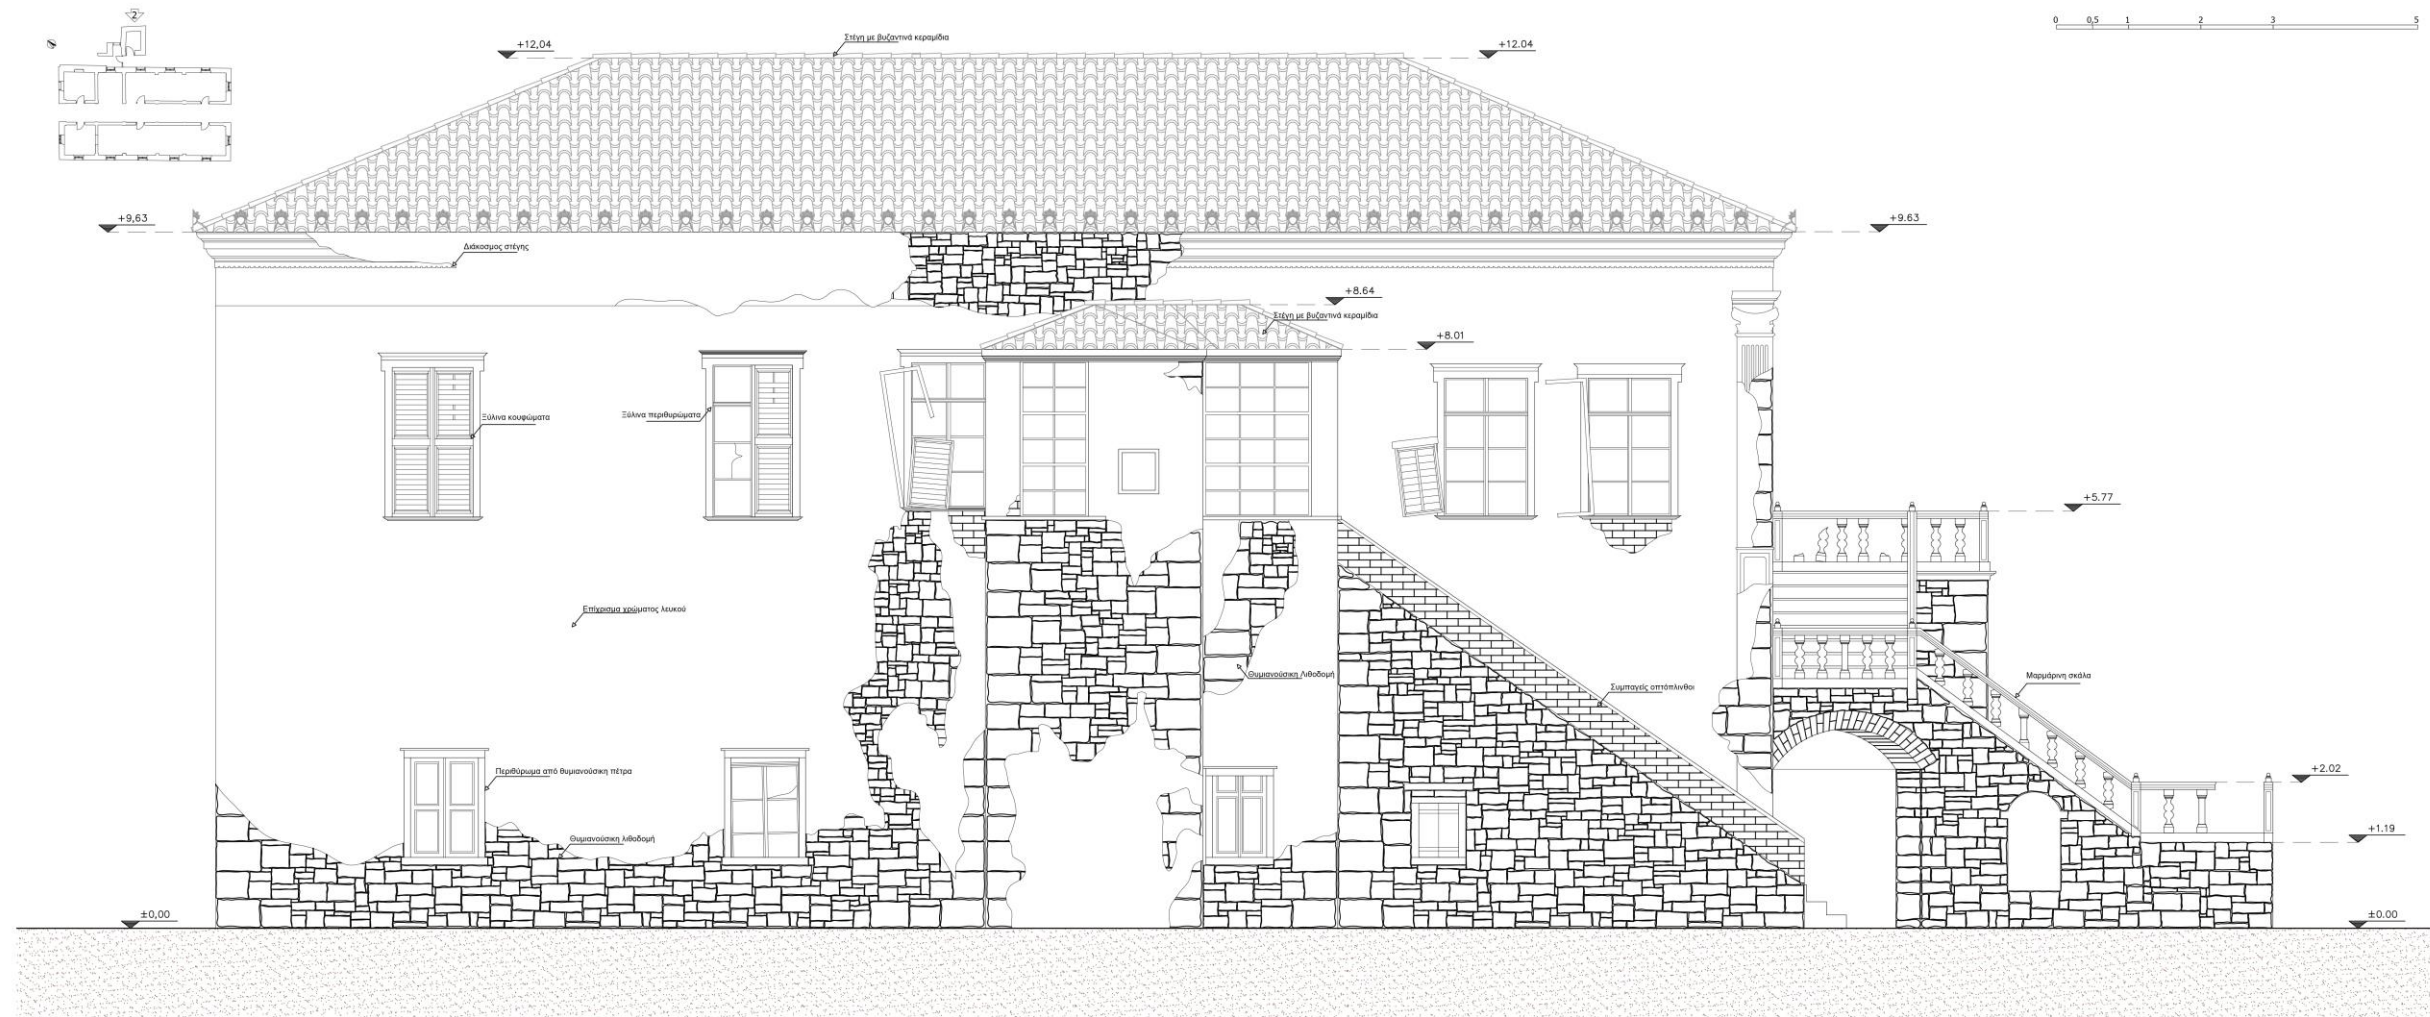 2
0 0,5 1 2 3 5
Στέγη με βυζαντινά κεραμίδια
+12,04
+12.04
+9,63
+9.63
Διάκοσμος στέγης
+8.64
Στέγη με βυζαντινά κεραμίδια
+8.01
Ξύλινα κουφώματα
Ξύλινα περιθυρώματα
+5.77
Επίχρισμα χρώματος λευκού
Θυμιανούσικη Λιθοδομή
Συμπαγείς οπτόπλινθοι
Μαρμάρινη σκάλα
Περιθύρωμα από θυμιανούσικη πέτρα
+2.02
Θυμιανούσικη λιθοδομή
+1.19
±0,00
±0.00